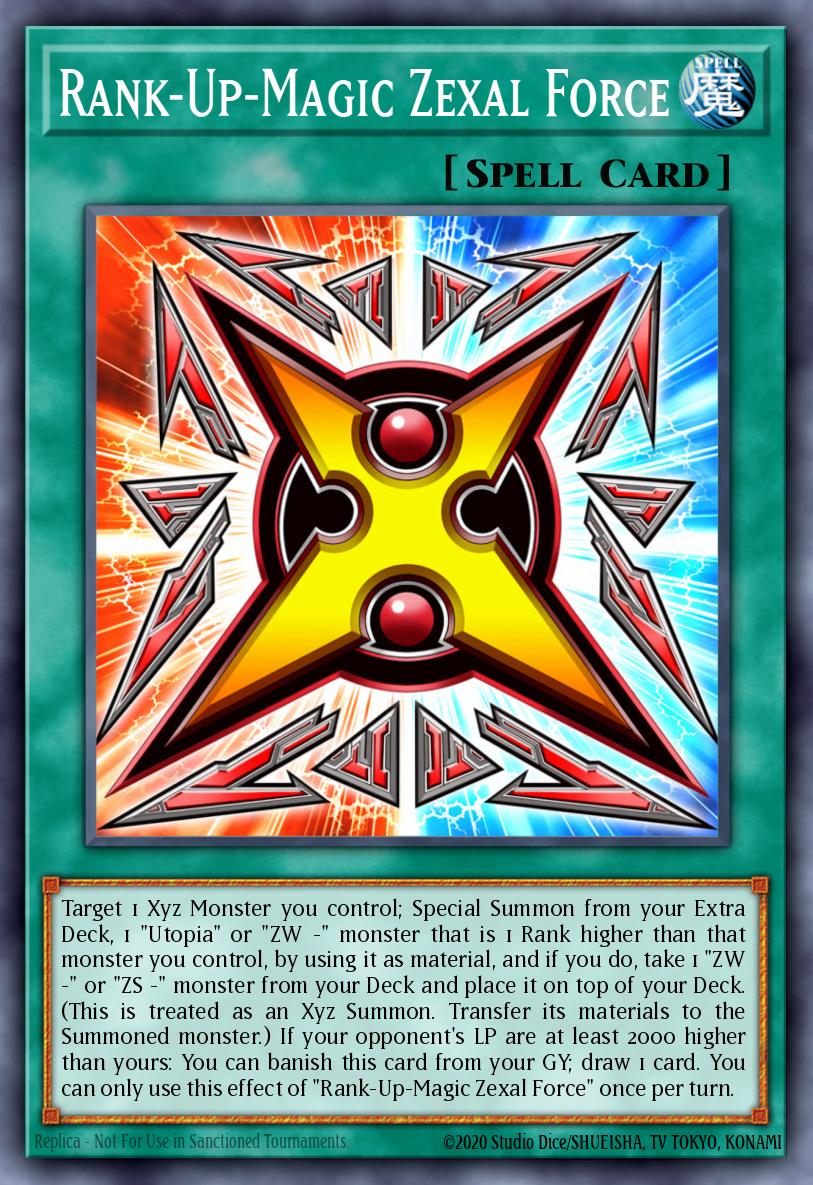 Rank-Up-Magic Zexal Force
SPELL
魔
[ Spell Card ]
Target 1 Xyz Monster you control; Special Summon from your Extra
Deck, 1 "Utopia" or "ZW -" monster that is 1 Rank higher than that
monster you control, by using it as material, and if you do, take 1 "ZW
-" or "ZS -" monster from your Deck and place it on top of your Deck.
(This is treated as an Xyz Summon. Transfer its materials to the
Summoned monster.) If your opponent's LP are at least 2000 higher
than yours: You can banish this card from your GY; draw 1 card. You
can only use this effect of "Rank-Up-Magic Zexal Force" once per turn.
Replica - Not For Use in Sanctioned Tournaments.
©2020 Studio Dice/SHUEISHA, TV TOKYO, KONAMI